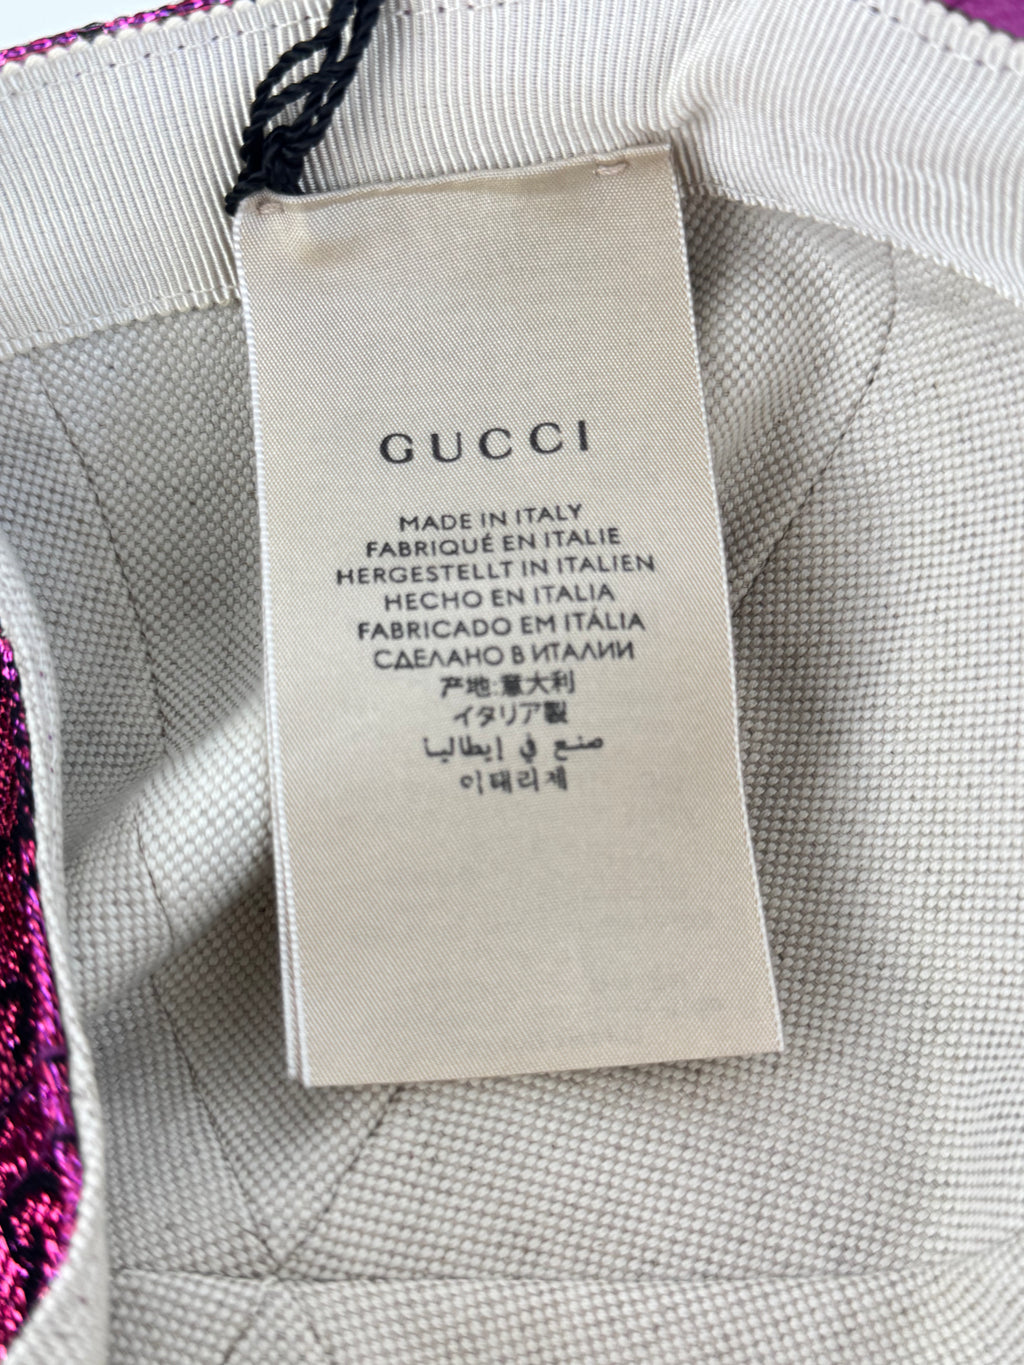 GUCCI
MADE IN ITALY
FABRIQUÉ EN ITALIE
HERGESTELLT IN ITALIEN
HECHO EN ITALIA
FABRICADO EM ITÁLIA
СДЕЛАНО В ИТАЛИИ
产地:意大利
イタリア製
صنع في إيطاليا
이태리제